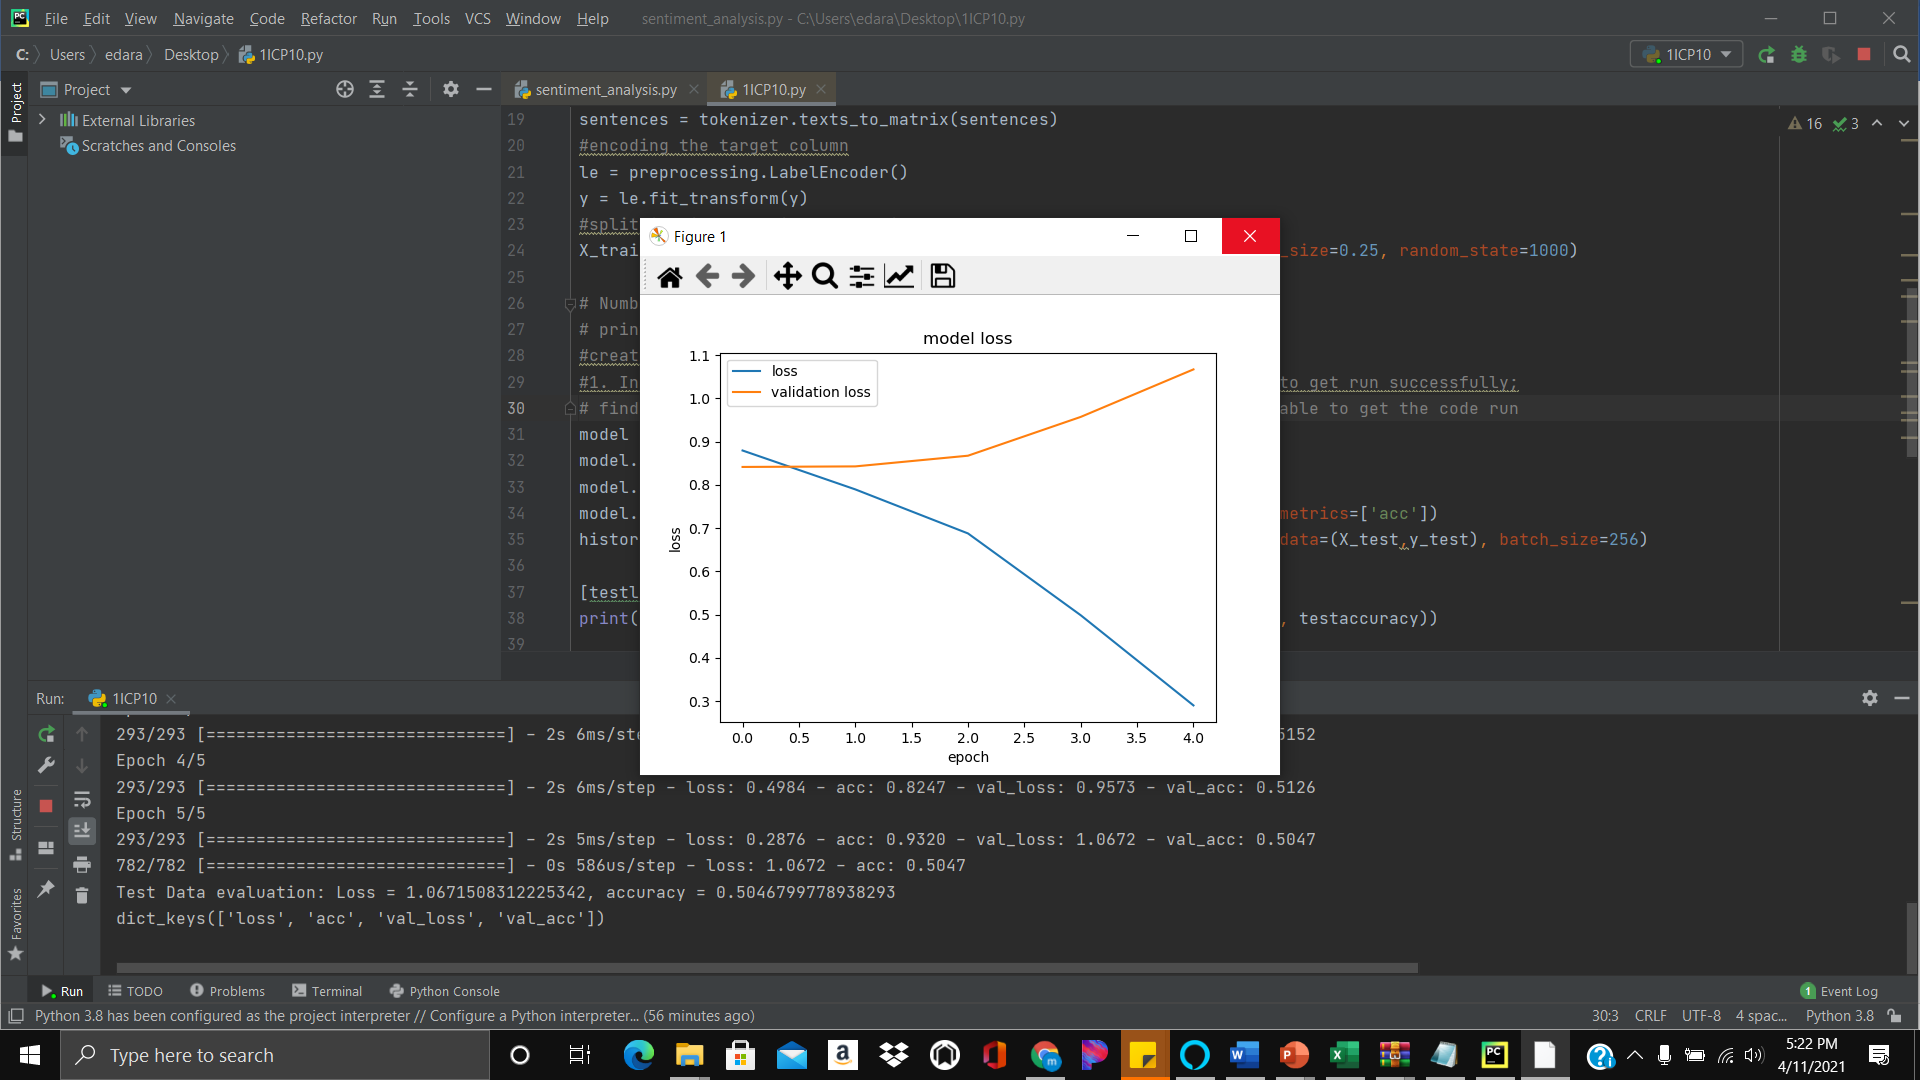 File Edit View Navigate Code Refactor Run Tools VCS Window Help sentiment_analysis.py - C:\Users\edara\Desktop\1ICP10.py
C: Users edara Desktop 1ICP10.py 1ICP10
Project
Project
External Libraries
Scratches and Consoles
sentiment_analysis.py 1ICP10.py
16 3
19 sentences = tokenizer.texts_to_matrix(sentences)
20 #encoding the target column
21 le = preprocessing.LabelEncoder()
22 y = le.fit_transform(y)
23 #split
24 X_trai _size=0.25, random_state=1000)
25
26 # Numb
27 # prin
28 #creat
29 #1. In to get run successfully;
30 # find able to get the code run
31 model
32 model.
33 model.
34 model. metrics=['acc'])
35 histor data=(X_test,y_test), batch_size=256)
36
37 [testl
38 print( , testaccuracy))
39
Figure 1
model loss
loss
validation loss
1.1
1.0
0.9
0.8
0.7
0.6
0.5
0.4
0.3
loss
0.0 0.5 1.0 1.5 2.0 2.5 3.0 3.5 4.0
epoch
Run: 1ICP10
293/293 [==============================] - 2s 6ms/ste 5152
Epoch 4/5
293/293 [==============================] - 2s 6ms/step - loss: 0.4984 - acc: 0.8247 - val_loss: 0.9573 - val_acc: 0.5126
Epoch 5/5
293/293 [==============================] - 2s 5ms/step - loss: 0.2876 - acc: 0.9320 - val_loss: 1.0672 - val_acc: 0.5047
782/782 [==============================] - 0s 586us/step - loss: 1.0672 - acc: 0.5047
Test Data evaluation: Loss = 1.0671508312225342, accuracy = 0.5046799778938293
dict_keys(['loss', 'acc', 'val_loss', 'val_acc'])
Structure
Favorites
Run TODO Problems Terminal Python Console 1 Event Log
Python 3.8 has been configured as the project interpreter // Configure a Python interpreter... (56 minutes ago) 30:3 CRLF UTF-8 4 spac... Python 3.8
Type here to search
5:22 PM
4/11/2021